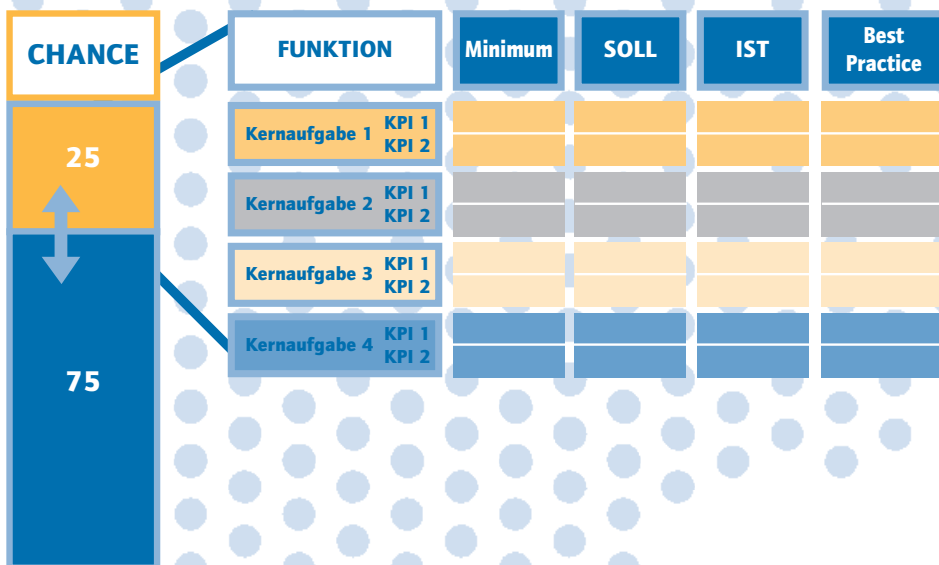 CHANCE
25
75
FUNKTION
Minimum
SOLL
IST
Best
Practice
Kernaufgabe 1
KPI 1
KPI 2
Kernaufgabe 2
KPI 1
KPI 2
Kernaufgabe 3
KPI 1
KPI 2
Kernaufgabe 4
KPI 1
KPI 2